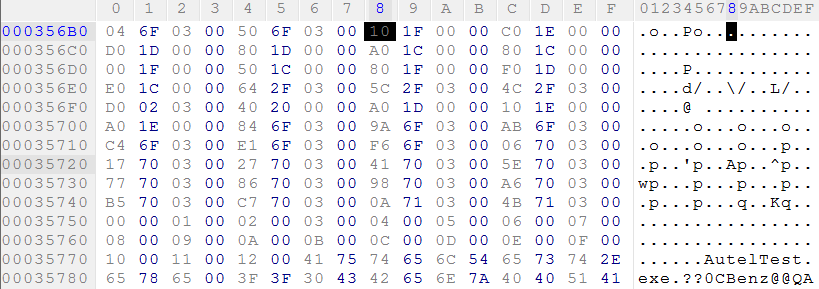 0 1 2 3 4 5 6 7 8 9 A B C D E F 0123456789ABCDEF
000356B0 04 6F 03 00 50 6F 03 00 10 1F 00 00 C0 1E 00 00 .o..Po..........
000356C0 D0 1D 00 00 80 1D 00 00 A0 1C 00 00 80 1C 00 00 ................
000356D0 00 1F 00 00 50 1C 00 00 80 1F 00 00 F0 1D 00 00 ....P...........
000356E0 E0 1C 00 00 64 2F 03 00 5C 2F 03 00 4C 2F 03 00 ....d/..\/..L/..
000356F0 D0 02 03 00 40 20 00 00 A0 1D 00 00 10 1E 00 00 ....@ ..........
00035700 A0 1E 00 00 84 6F 03 00 9A 6F 03 00 AB 6F 03 00 .....o...o...o..
00035710 C4 6F 03 00 E1 6F 03 00 F6 6F 03 00 06 70 03 00 .o...o...o...p..
00035720 17 70 03 00 27 70 03 00 41 70 03 00 5E 70 03 00 .p..'p..Ap..^p..
00035730 77 70 03 00 86 70 03 00 98 70 03 00 A6 70 03 00 wp...p...p...p..
00035740 B5 70 03 00 C7 70 03 00 0A 71 03 00 4B 71 03 00 .p...p...q..Kq..
00035750 00 00 01 00 02 00 03 00 04 00 05 00 06 00 07 00 ................
00035760 08 00 09 00 0A 00 0B 00 0C 00 0D 00 0E 00 0F 00 ................
00035770 10 00 11 00 12 00 41 75 74 65 6C 54 65 73 74 2E ......AutelTest.
00035780 65 78 65 00 3F 3F 30 43 42 65 6E 7A 40 40 51 41 exe.??0CBenz@@QA